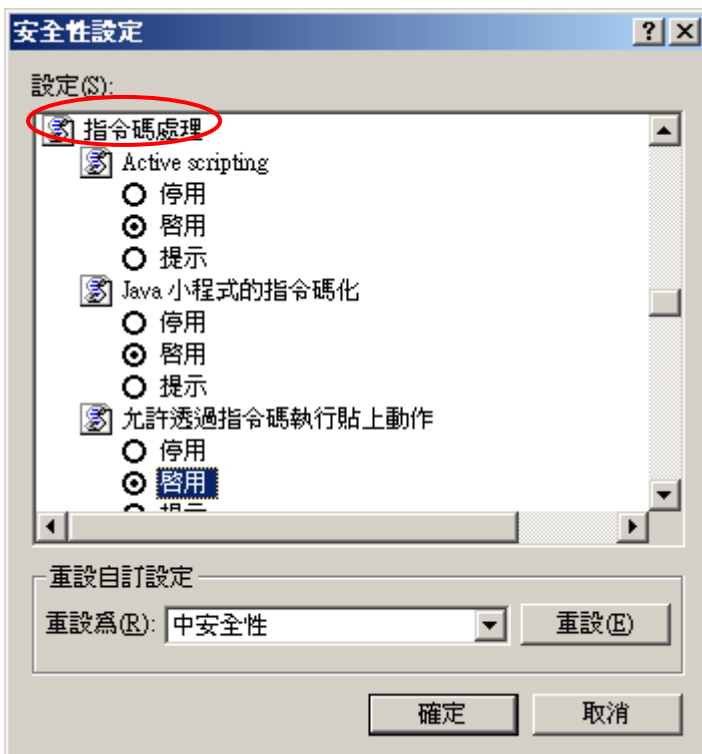 安全性設定
設定(S):
指令碼處理
Active scripting
停用
啓用
提示
Java 小程式的指令碼化
停用
啓用
提示
允許透過指令碼執行貼上動作
停用
啓用
提示
重設自訂設定
重設爲(R): 中安全性 重設(E)
確定 取消